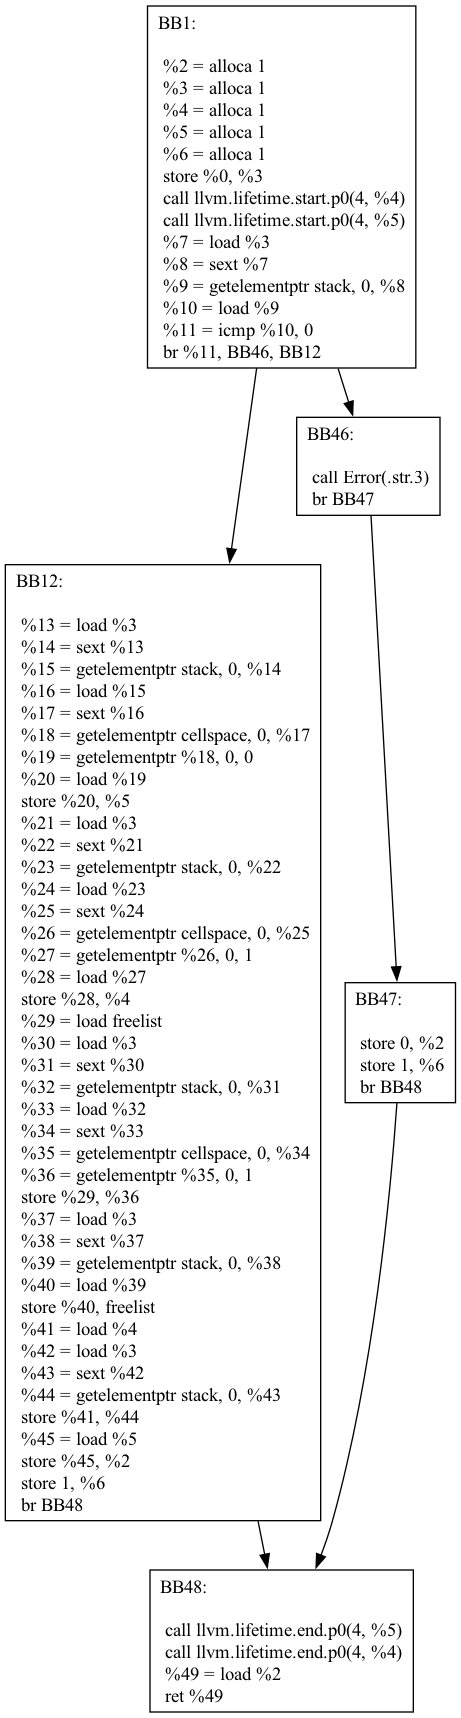 BB1:
%2 = alloca 1
%3 = alloca 1
%4 = alloca 1
%5 = alloca 1
%6 = alloca 1
store %0, %3
call llvm.lifetime.start.p0(4, %4)
call llvm.lifetime.start.p0(4, %5)
%7 = load %3
%8 = sext %7
%9 = getelementptr stack, 0, %8
%10 = load %9
%11 = icmp %10, 0
br %11, BB46, BB12
BB46:
call Error(.str.3)
br BB47
BB12:
%13 = load %3
%14 = sext %13
%15 = getelementptr stack, 0, %14
%16 = load %15
%17 = sext %16
%18 = getelementptr cellspace, 0, %17
%19 = getelementptr %18, 0, 0
%20 = load %19
store %20, %5
%21 = load %3
%22 = sext %21
%23 = getelementptr stack, 0, %22
%24 = load %23
%25 = sext %24
%26 = getelementptr cellspace, 0, %25
%27 = getelementptr %26, 0, 1
%28 = load %27
store %28, %4
%29 = load freelist
%30 = load %3
%31 = sext %30
%32 = getelementptr stack, 0, %31
%33 = load %32
%34 = sext %33
%35 = getelementptr cellspace, 0, %34
%36 = getelementptr %35, 0, 1
store %29, %36
%37 = load %3
%38 = sext %37
%39 = getelementptr stack, 0, %38
%40 = load %39
store %40, freelist
%41 = load %4
%42 = load %3
%43 = sext %42
%44 = getelementptr stack, 0, %43
store %41, %44
%45 = load %5
store %45, %2
store 1, %6
br BB48
BB47:
store 0, %2
store 1, %6
br BB48
BB48:
call llvm.lifetime.end.p0(4, %5)
call llvm.lifetime.end.p0(4, %4)
%49 = load %2
ret %49